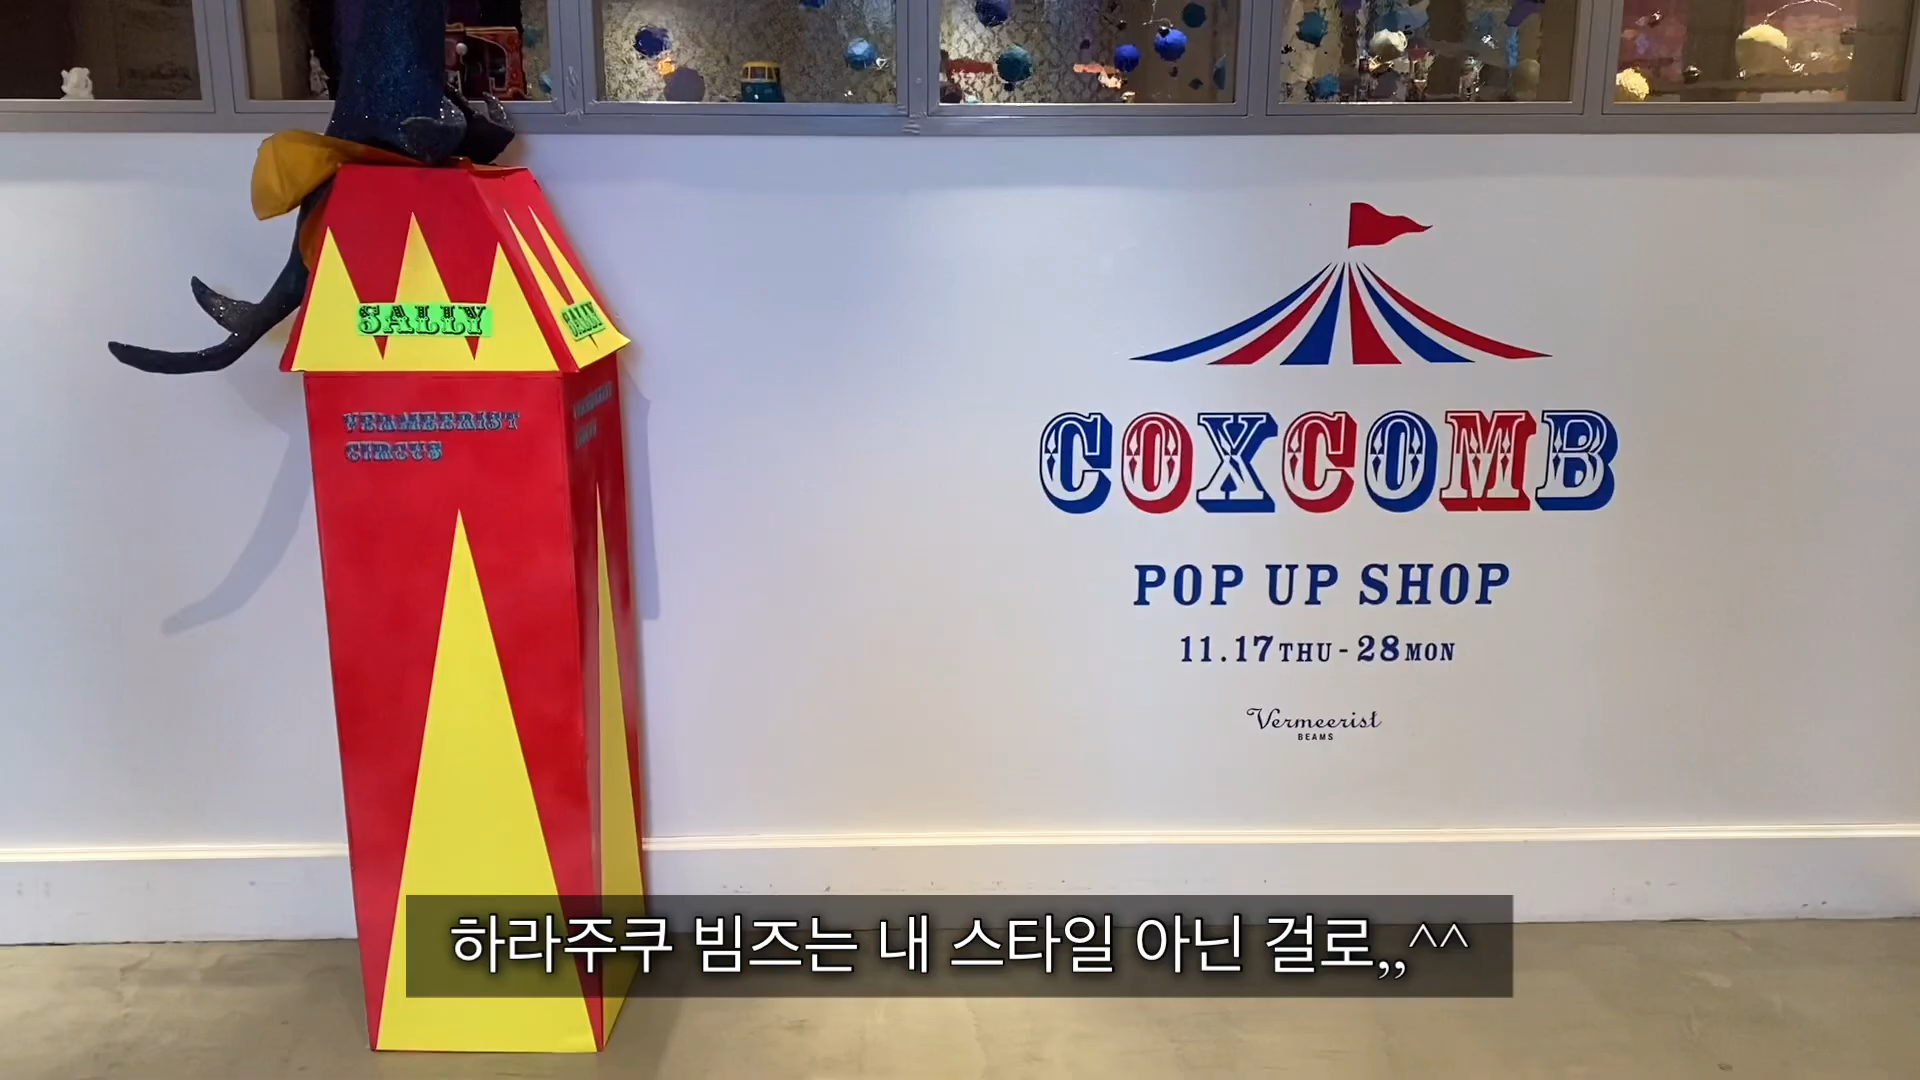 SALLY
SALLY
VERMEERIST
CIRCUS
COXCOMB
POP UP SHOP
11.17THU-28MON
Vermeerist
BEAMS
하라주쿠 빔즈는 내 스타일 아닌 걸로,,^^